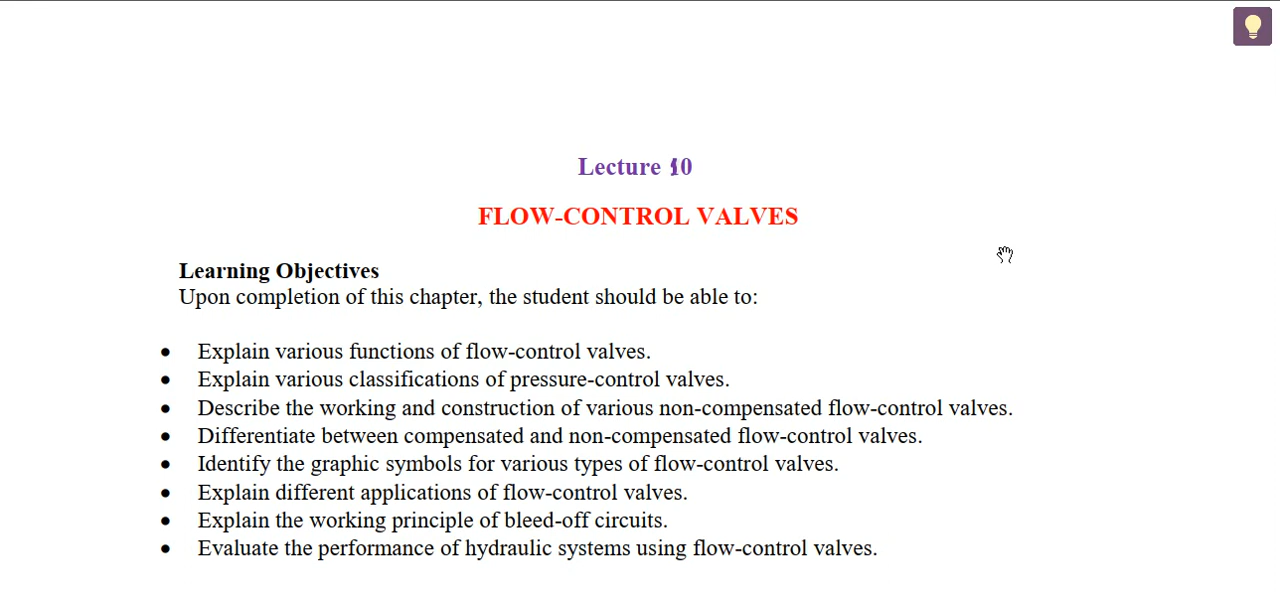 Lecture 10
FLOW-CONTROL VALVES
Learning Objectives
Upon completion of this chapter, the student should be able to:
• Explain various functions of flow-control valves.
• Explain various classifications of pressure-control valves.
• Describe the working and construction of various non-compensated flow-control valves.
• Differentiate between compensated and non-compensated flow-control valves.
• Identify the graphic symbols for various types of flow-control valves.
• Explain different applications of flow-control valves.
• Explain the working principle of bleed-off circuits.
• Evaluate the performance of hydraulic systems using flow-control valves.